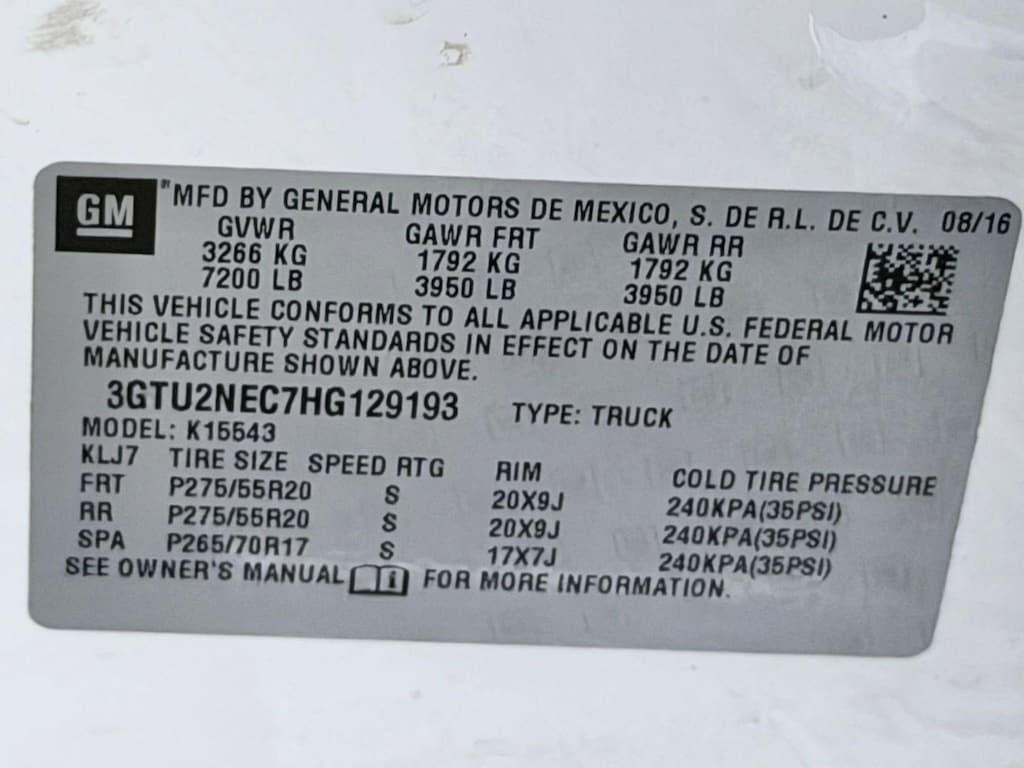 GM MFD BY GENERAL MOTORS DE MEXICO, S. DE R.L. DE C.V. 08/16
GVWR GAWR FRT GAWR RR
3266 KG 1792 KG 1792 KG
7200 LB 3950 LB 3950 LB
THIS VEHICLE CONFORMS TO ALL APPLICABLE U.S. FEDERAL MOTOR
VEHICLE SAFETY STANDARDS IN EFFECT ON THE DATE OF
MANUFACTURE SHOWN ABOVE.
3GTU2NEC7HG129193 TYPE: TRUCK
MODEL: K15543
KLJ7 TIRE SIZE SPEED RTG RIM COLD TIRE PRESSURE
FRT P275/55R20 S 20X9J 240KPA(35PSI)
RR P275/55R20 S 20X9J 240KPA(35PSI)
SPA P265/70R17 S 17X7J 240KPA(35PSI)
SEE OWNER'S MANUAL FOR MORE INFORMATION.